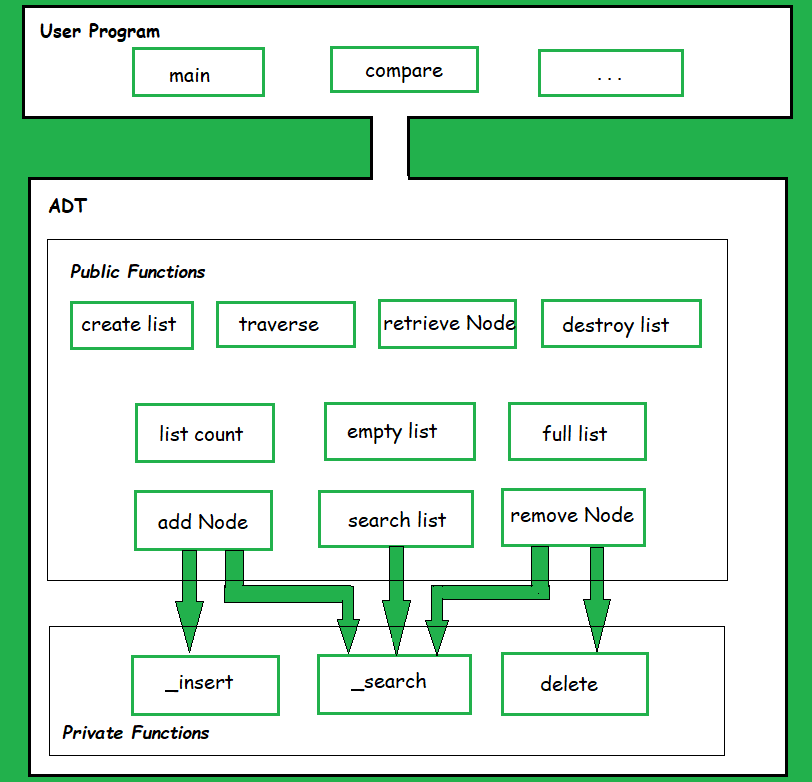 User Program
main
compare
...
ADT
Public Functions
create list
traverse
retrieve Node
destroy list
list count
empty list
full list
add Node
search list
remove Node
_insert
_search
delete
Private Functions